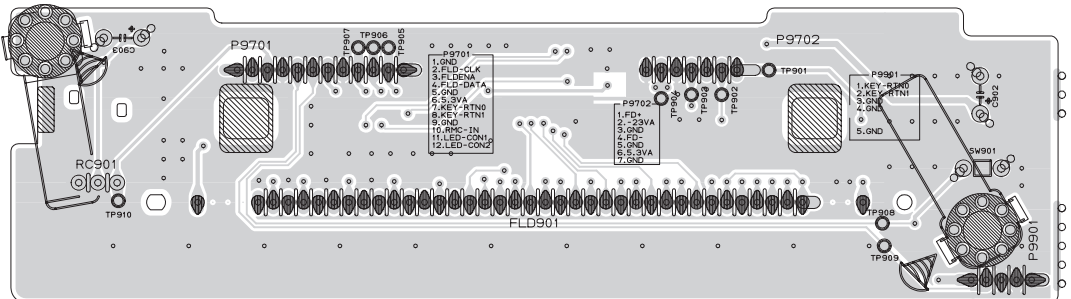 C903
P9701
TP907
TP906
TP905
P9701
1.GND
2.FLD-CLK
3.FLDENA
4.FLD-DATA
5.GND
6.5.3VA
7.KEY-RTN0
8.KEY-RTN1
9.GND
10.RMC-IN
11.LED-CON1
12.LED-CON2
P9702
TP901
TP904
TP903
TP902
P9702
1.FD+
2.-23VA
3.GND
4.FD-
5.GND
6.5.3VA
7.GND
P9901
1.KEY-RTN0
2.KEY-RTN1
3.GND
4.GND
5.GND
C902
RC901
SW901
TP910
FLD901
TP908
TP909
P9901